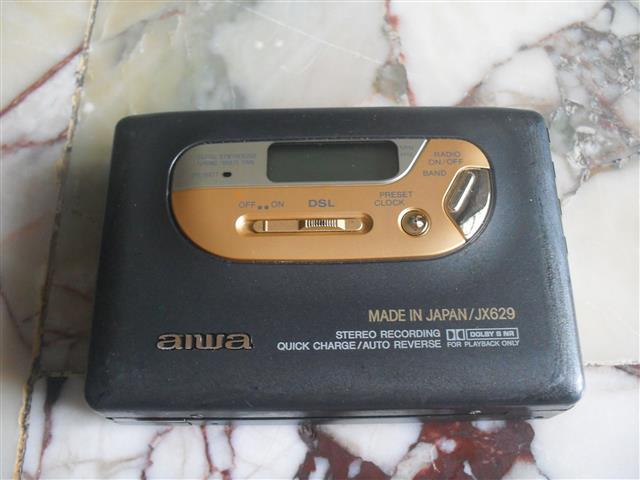 RADIO
ON/OFF
BAND
OFF ON DSL
PRESET
CLOCK
MADE IN JAPAN/JX629
aiwa
STEREO RECORDING DOLBY B NR
QUICK CHARGE/AUTO REVERSE FOR PLAYBACK ONLY